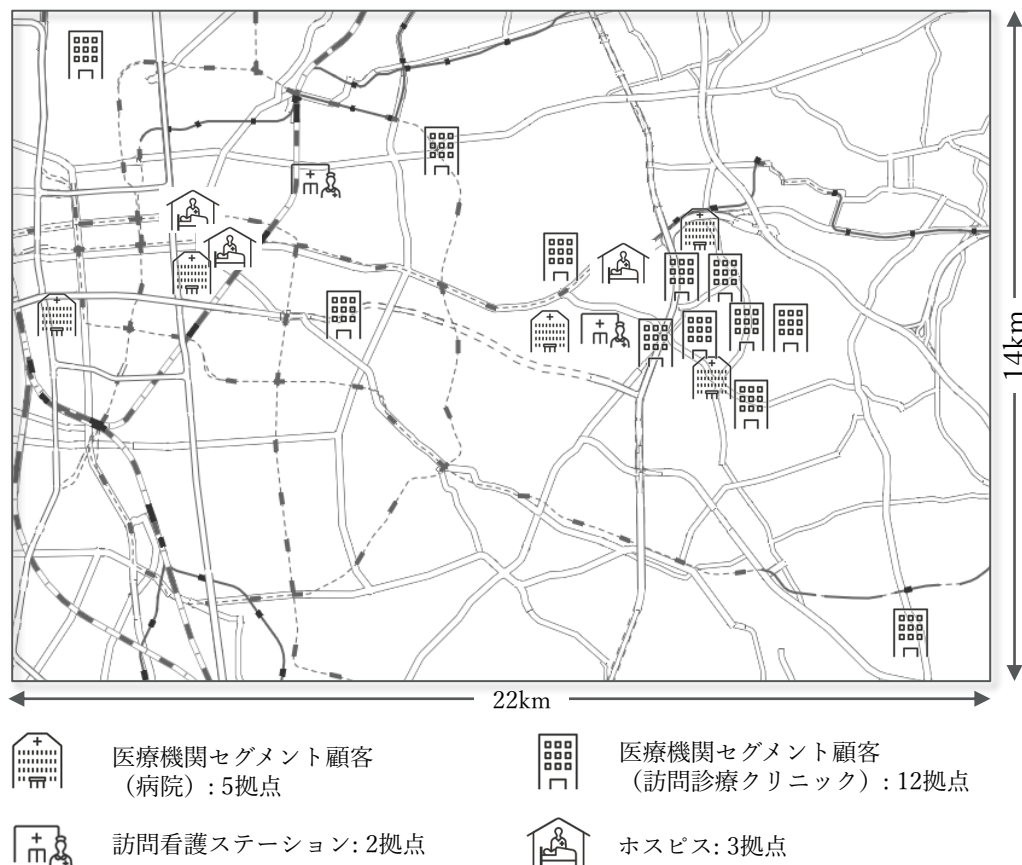 14km
22km
医療機関セグメント顧客
（病院）: 5拠点
医療機関セグメント顧客
（訪問診療クリニック）: 12拠点
訪問看護ステーション: 2拠点
ホスピス: 3拠点